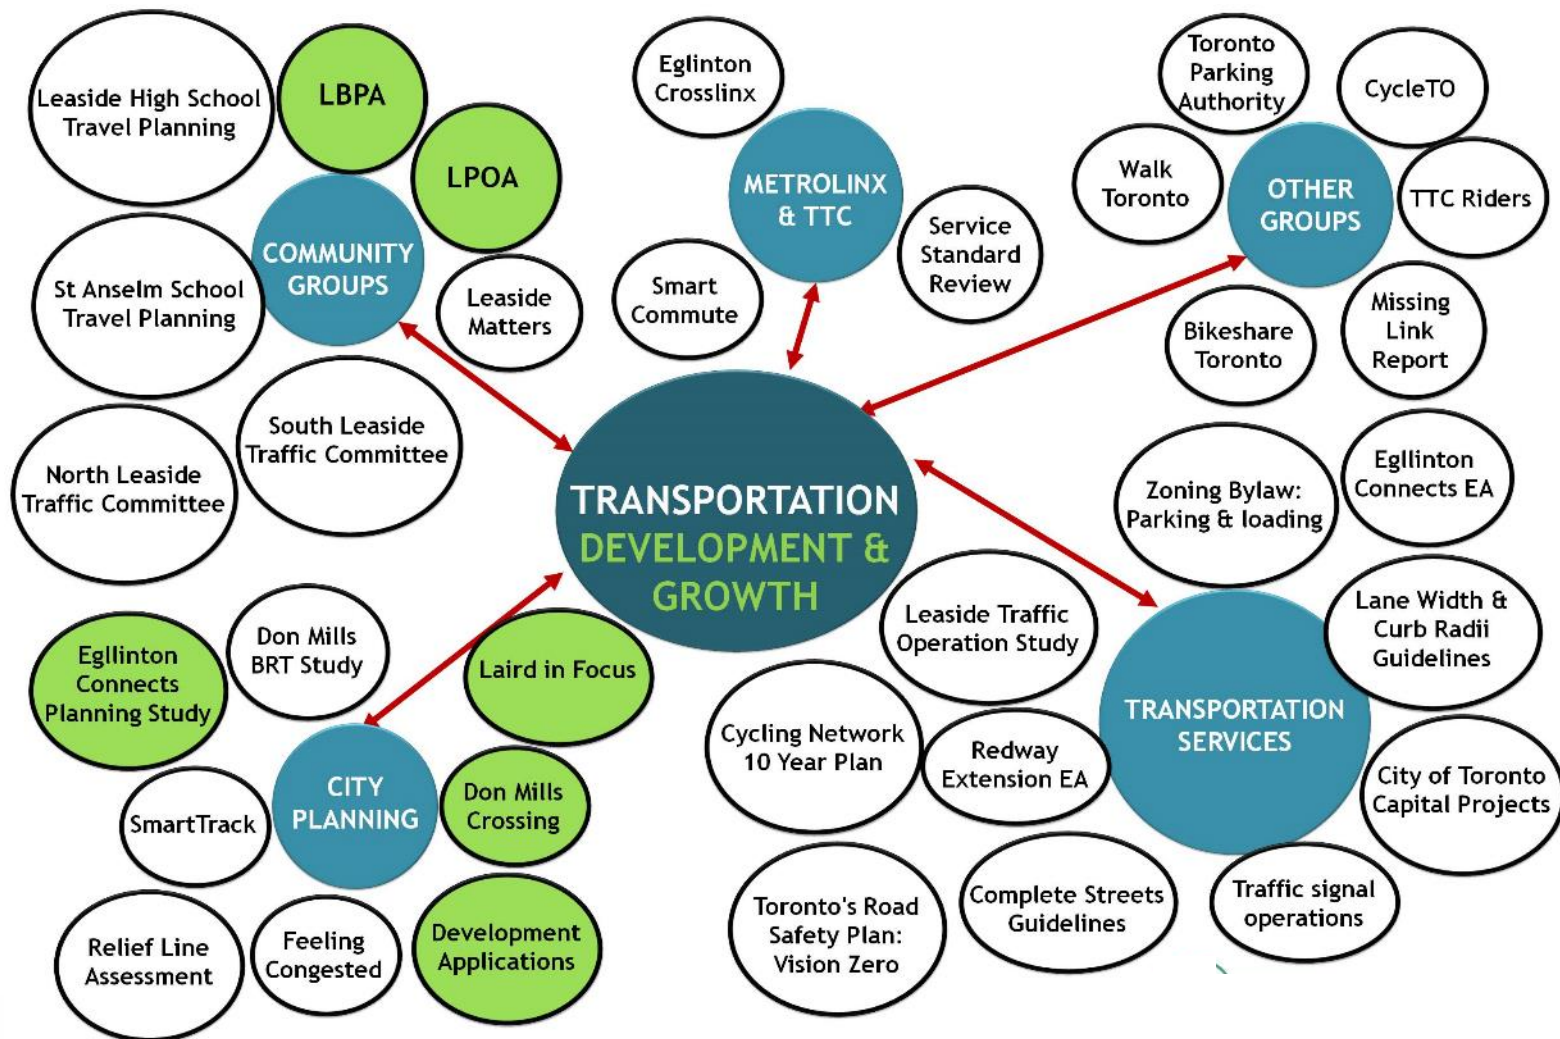 Leaside High School
Travel Planning
LBPA
LPOA
COMMUNITY
GROUPS
St Anselm School
Travel Planning
Leaside
Matters
South Leaside
Traffic Committee
North Leaside
Traffic Committee
Eglinton
Crosslinx
METROLINX
& TTC
Service
Standard
Review
Smart
Commute
Toronto
Parking
Authority
CycleTO
Walk
Toronto
OTHER
GROUPS
TTC Riders
Bikeshare
Toronto
Missing
Link
Report
TRANSPORTATION
DEVELOPMENT &
GROWTH
Zoning Bylaw:
Parking & loading
Egllinton
Connects EA
Leaside Traffic
Operation Study
Lane Width &
Curb Radii
Guidelines
TRANSPORTATION
SERVICES
Cycling Network
10 Year Plan
Redway
Extension EA
City of Toronto
Capital Projects
Toronto's Road
Safety Plan:
Vision Zero
Complete Streets
Guidelines
Traffic signal
operations
Egllinton
Connects
Planning Study
Don Mills
BRT Study
Laird in Focus
CITY
PLANNING
SmartTrack
Don Mills
Crossing
Relief Line
Assessment
Feeling
Congested
Development
Applications